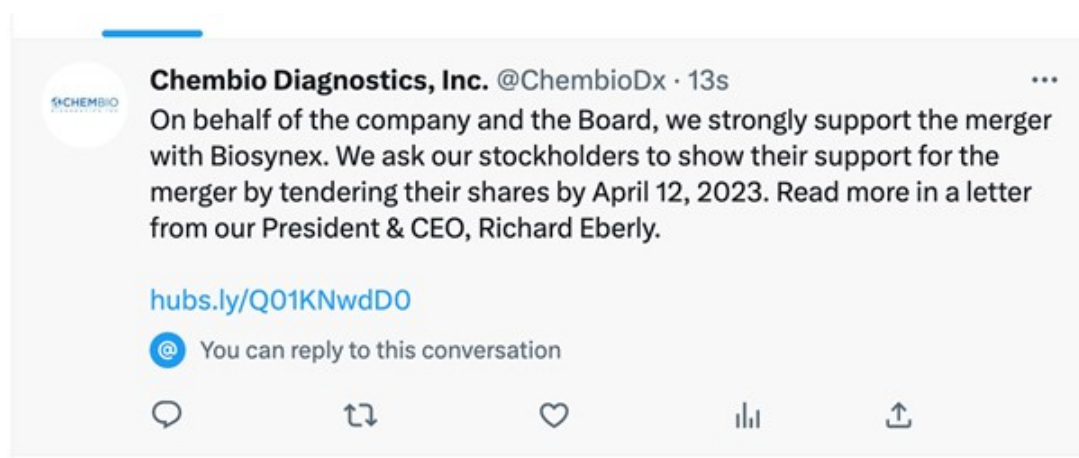 CHEMBIO
Chembio Diagnostics, Inc. @ChembioDx · 13s
On behalf of the company and the Board, we strongly support the merger
with Biosynex. We ask our stockholders to show their support for the
merger by tendering their shares by April 12, 2023. Read more in a letter
from our President & CEO, Richard Eberly.
hubs.ly/Q01KNwdD0
@ You can reply to this conversation